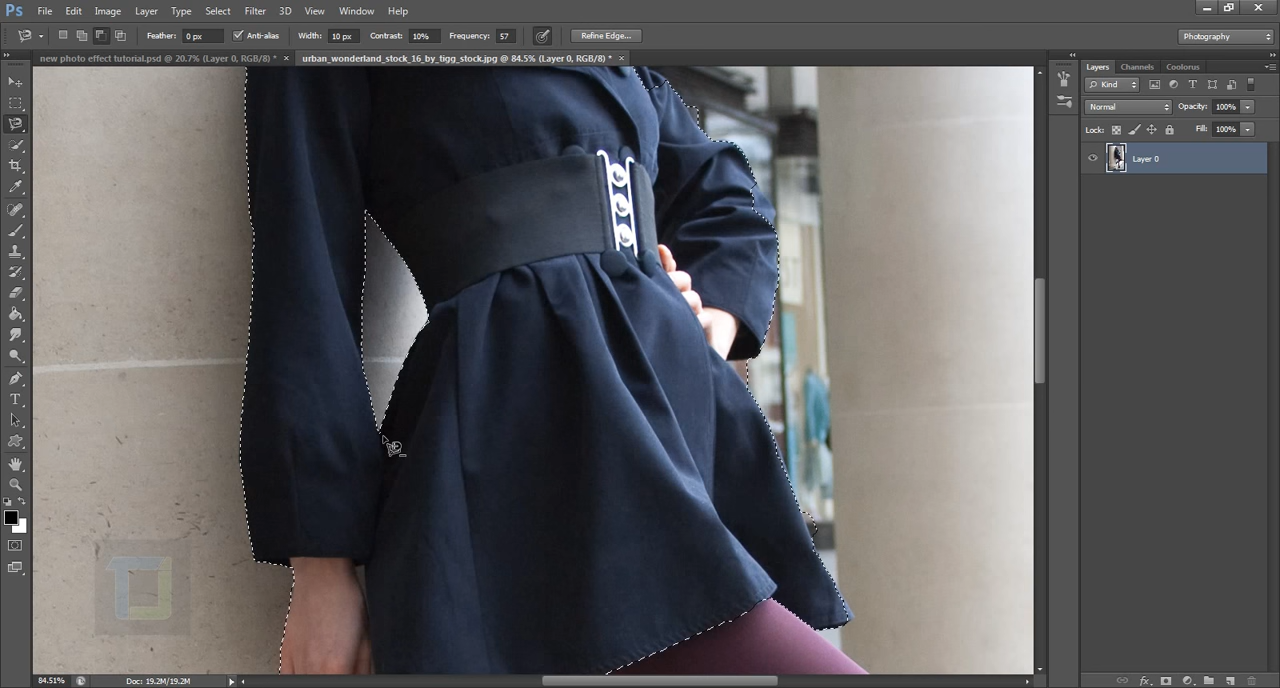 Ps File Edit Image Layer Type Select Filter 3D View Window Help
Feather: 0 px Anti-alias Width: 10 px Contrast: 10% Frequency: 57 Refine Edge... Photography
new photo effect tutorial.psd @ 20.7% (Layer 0, RGB/8) * × urban_wonderland_stock_16_by_tigg_stock.jpg @ 84.5% (Layer 0, RGB/8) * ×
Layers Channels Coolorus
Kind
Normal Opacity: 100%
Lock: Fill: 100%
Layer 0
84.51% Doc: 19.2M/19.2M